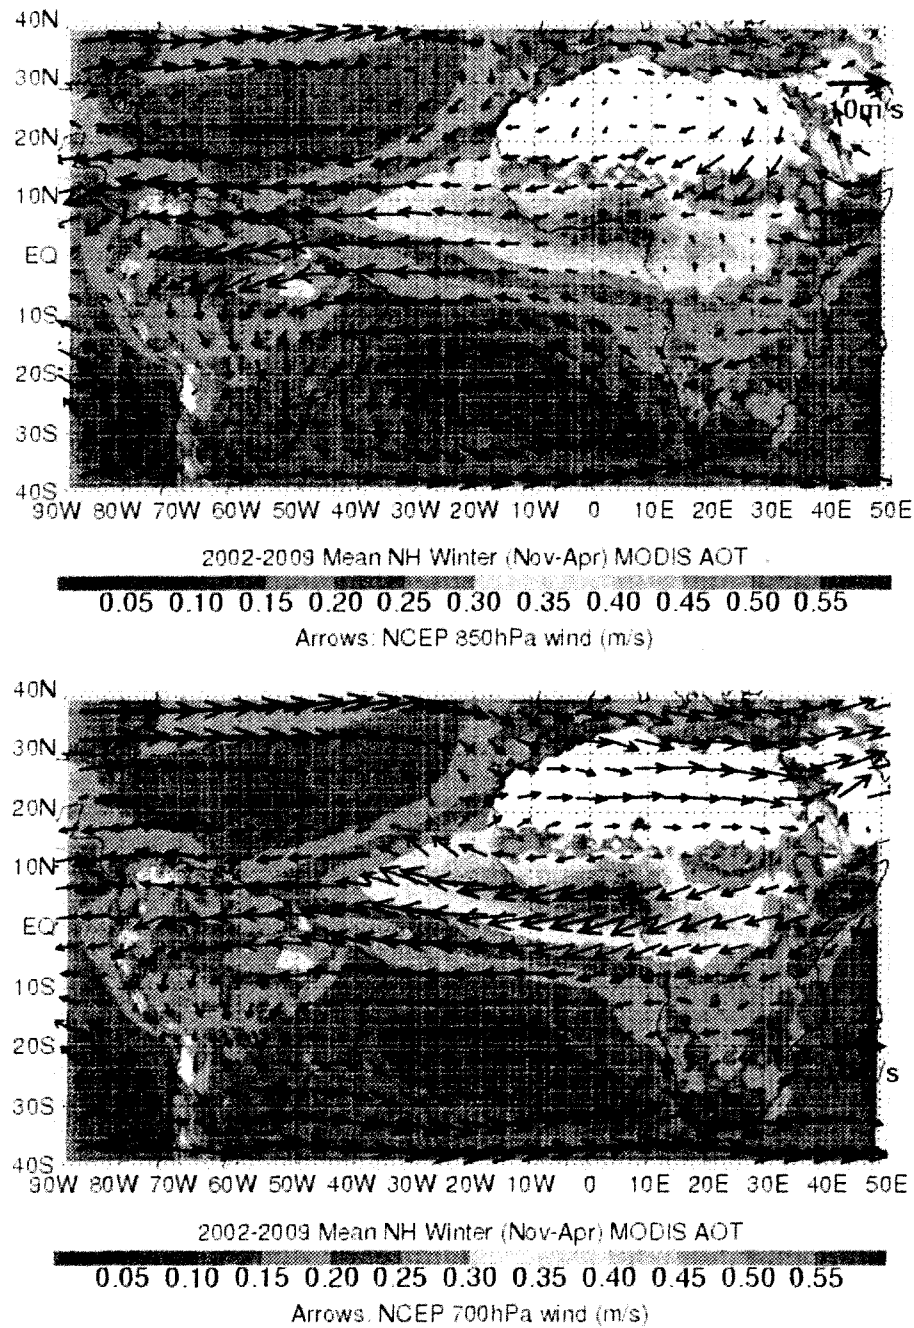 40N
30N
10m/s
20N
10N
EQ
10S
20S
30S
40S
90W 80W 70W 60W 50W 40W 30W 20W 10W 0 10E 20E 30E 40E 50E
2002-2009 Mean NH Winter (Nov-Apr) MODIS AOT
0.05 0.10 0.15 0.20 0.25 0.30 0.35 0.40 0.45 0.50 0.55
Arrows: NCEP 850hPa wind (m/s)
40N
30N
20N
10N
EQ
10S
20S
/s
30S
40S
90W 80W 70W 60W 50W 40W 30W 20W 10W 0 10E 20E 30E 40E 50E
2002-2009 Mean NH Winter (Nov-Apr) MODIS AOT
0.05 0.10 0.15 0.20 0.25 0.30 0.35 0.40 0.45 0.50 0.55
Arrows: NCEP 700hPa wind (m/s)